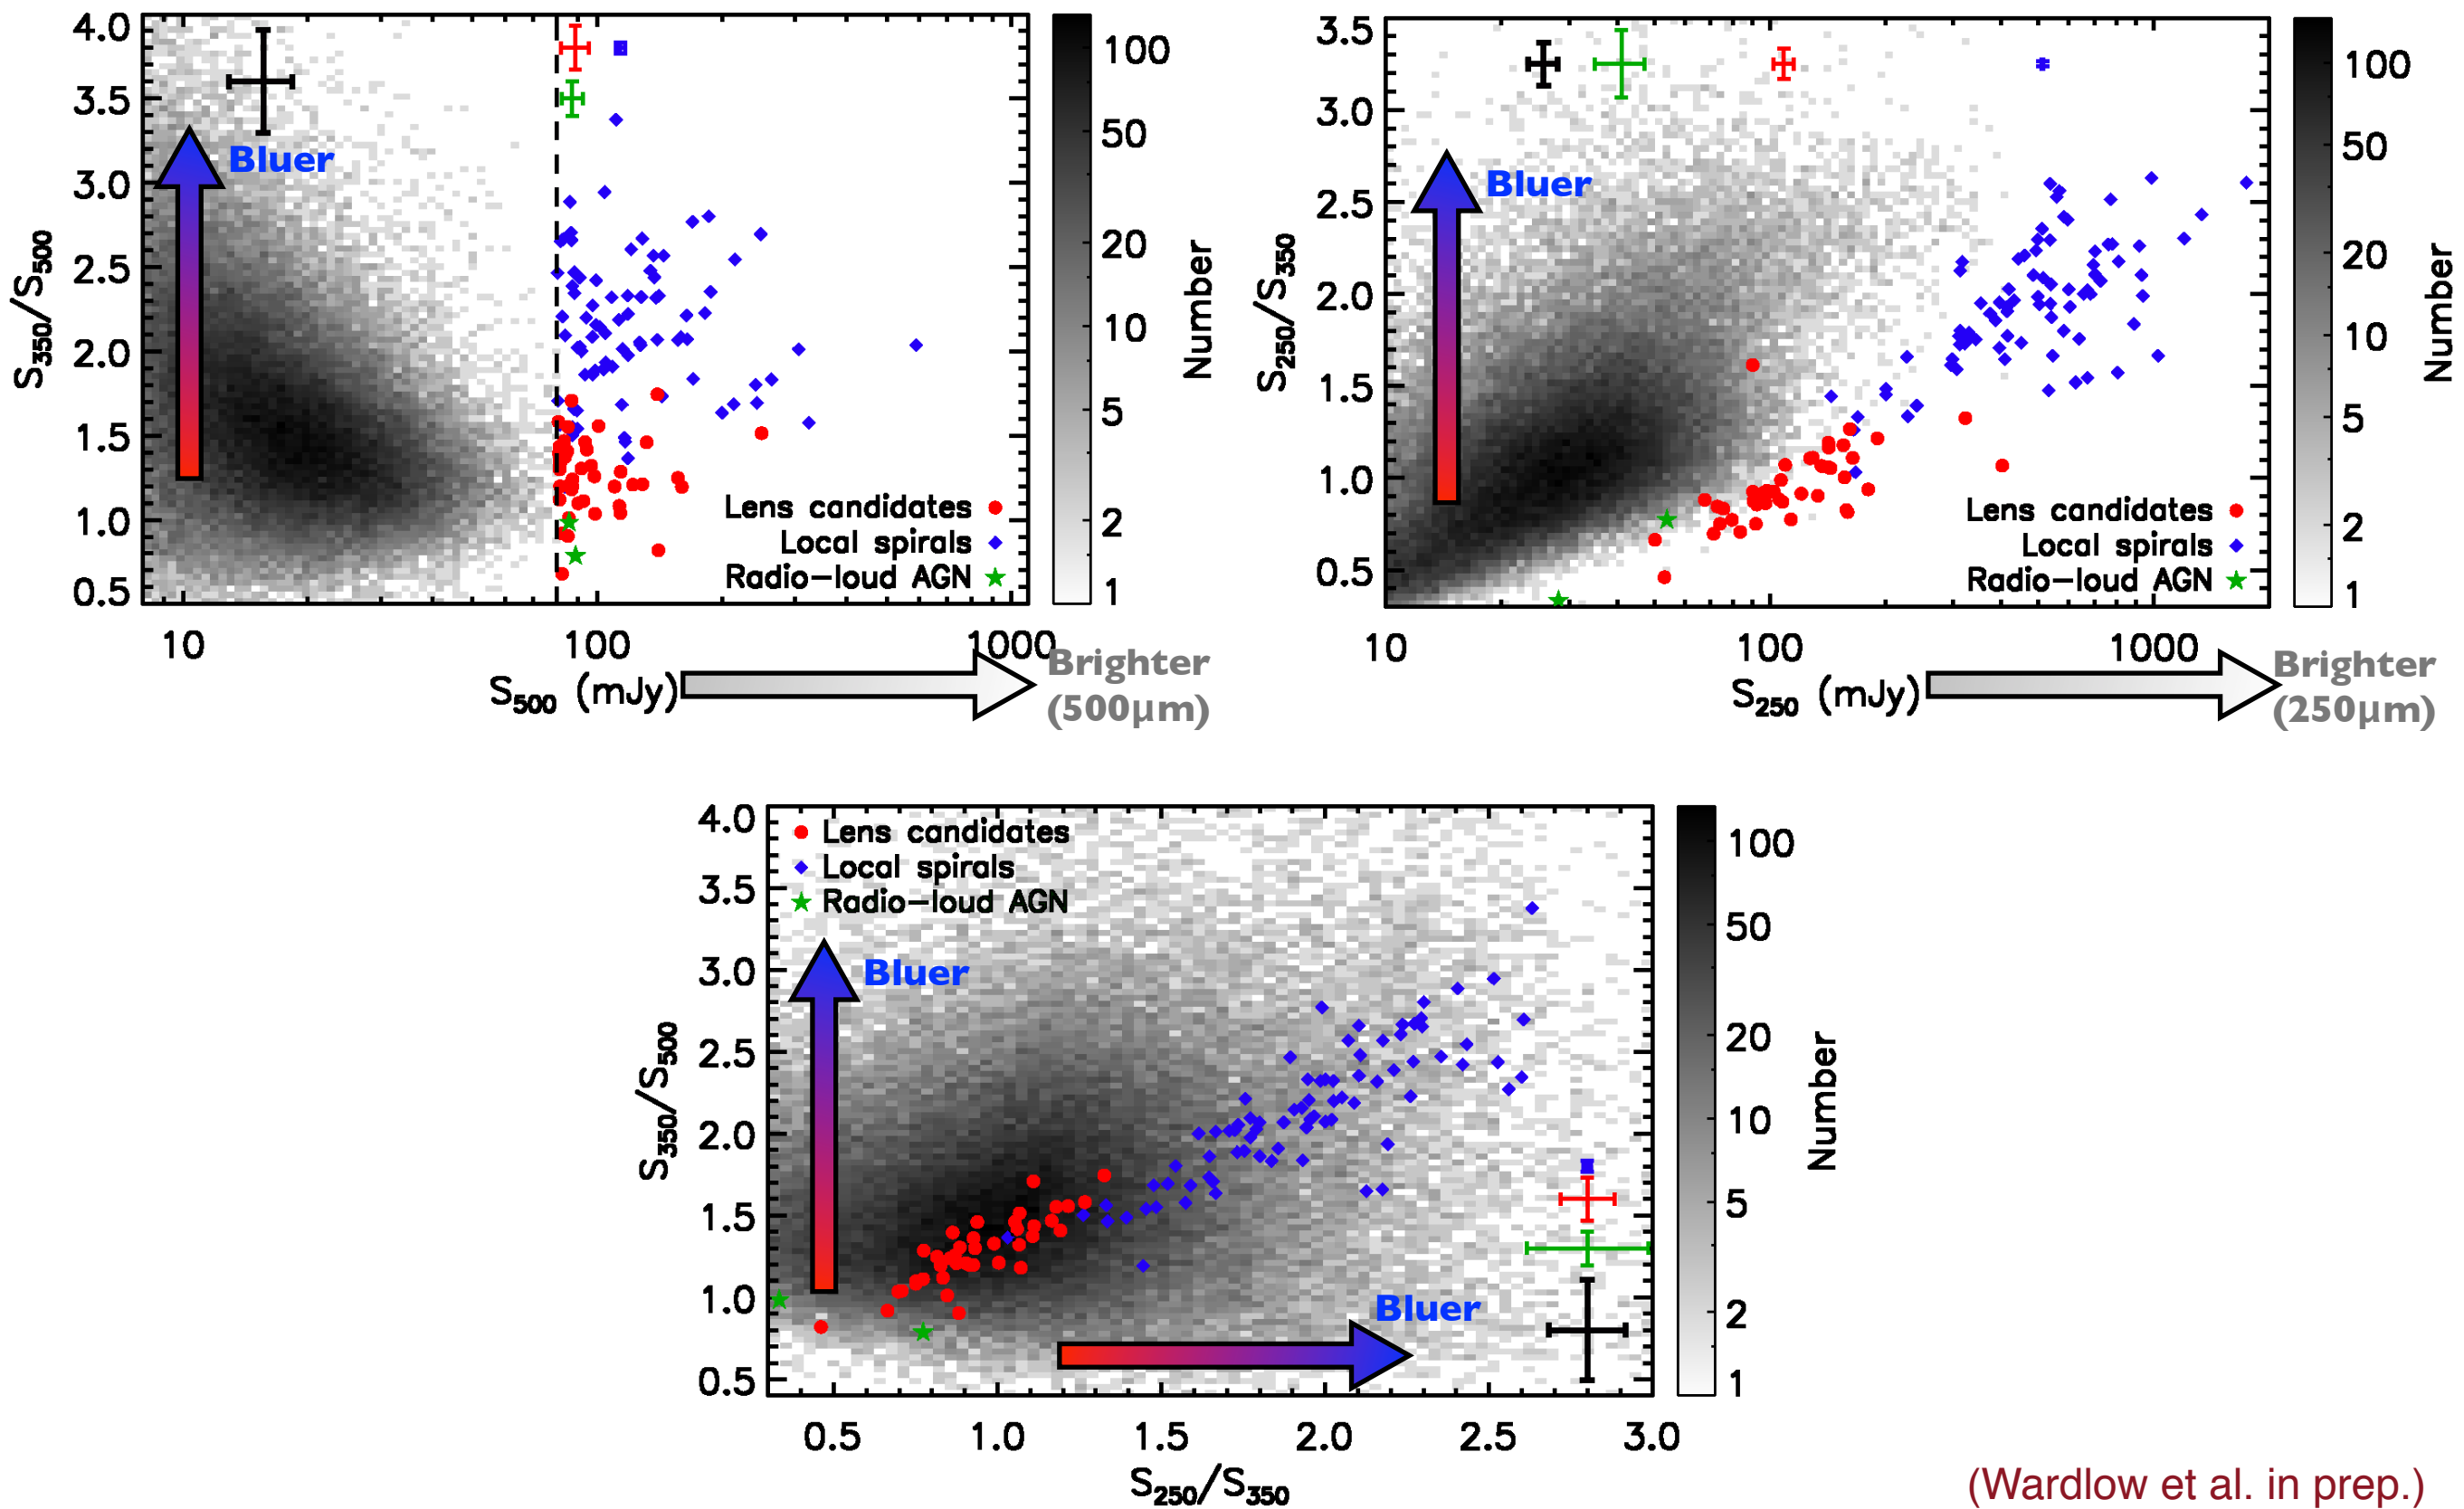 4.0
3.5
3.0
2.5
2.0
1.5
1.0
0.5
S350/S500
Bluer
Lens candidates
Local spirals
Radio-loud AGN
10
100
1000
S500 (mJy)
Brighter
(500µm)
100
50
20
10
5
2
1
Number
3.5
3.0
2.5
2.0
1.5
1.0
0.5
S250/S350
Bluer
Lens candidates
Local spirals
Radio-loud AGN
10
100
1000
S250 (mJy)
Brighter
(250µm)
100
50
20
10
5
2
1
Number
4.0
3.5
3.0
2.5
2.0
1.5
1.0
0.5
S350/S500
Lens candidates
Local spirals
Radio-loud AGN
Bluer
Bluer
0.5
1.0
1.5
2.0
2.5
3.0
S250/S350
100
50
20
10
5
2
1
Number
(Wardlow et al. in prep.)